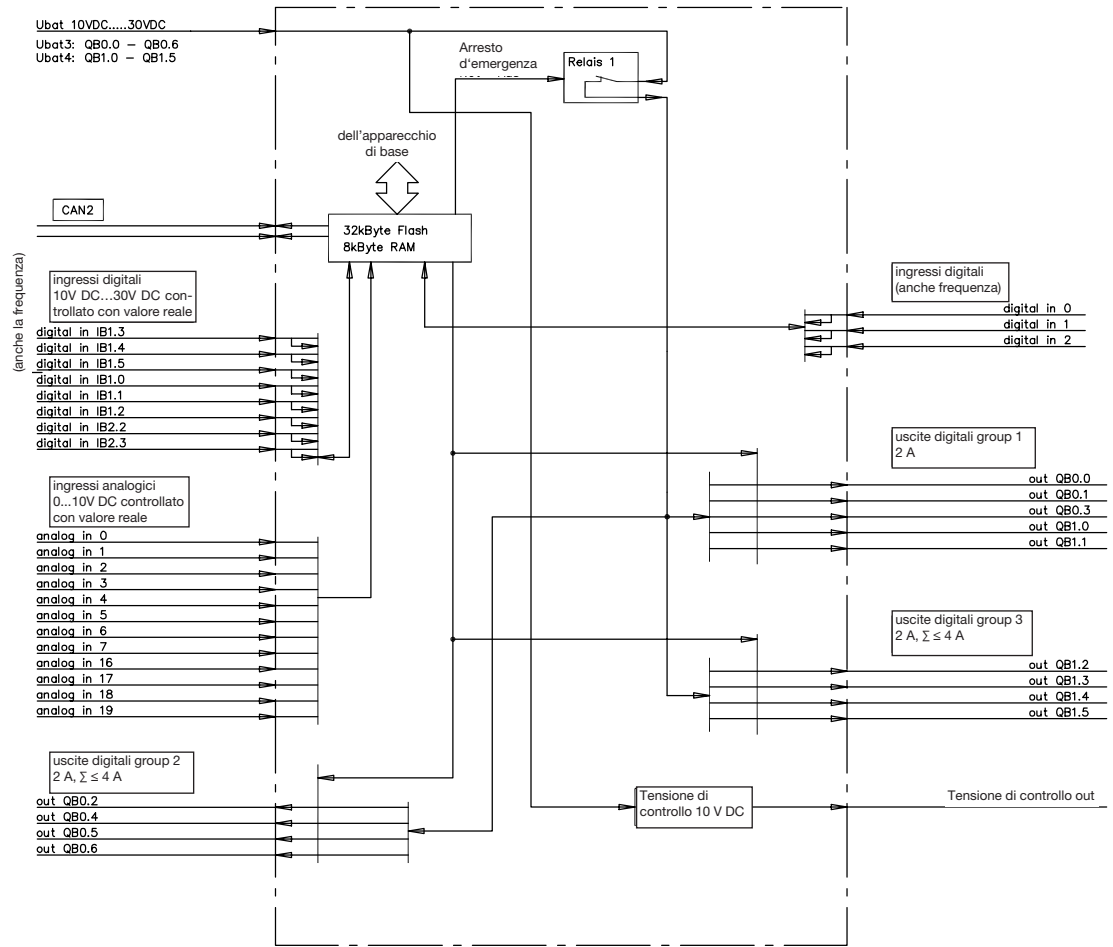 Ubat 10VDC.....30VDC
Ubat3: QB0.0 – QB0.6
Ubat4: QB1.0 – QB1.5
Arresto
d'emergenza
Relais 1
dell'apparecchio
di base
CAN2
32kByte Flash
8kByte RAM
(anche la frequenza)
ingressi digitali
10V DC...30V DC con-
trollato con valore reale
digital in IB1.3
digital in IB1.4
digital in IB1.5
digital in IB1.0
digital in IB1.1
digital in IB1.2
digital in IB2.2
digital in IB2.3
ingressi digitali
(anche frequenza)
digital in 0
digital in 1
digital in 2
uscite digitali group 1
2 A
out QB0.0
out QB0.1
out QB0.3
out QB1.0
out QB1.1
ingressi analogici
0...10V DC controllato
con valore reale
analog in 0
analog in 1
analog in 2
analog in 3
analog in 4
analog in 5
analog in 6
analog in 7
analog in 16
analog in 17
analog in 18
analog in 19
uscite digitali group 3
2 A, ∑ ≤ 4 A
out QB1.2
out QB1.3
out QB1.4
out QB1.5
uscite digitali group 2
2 A, ∑ ≤ 4 A
out QB0.2
out QB0.4
out QB0.5
out QB0.6
Tensione di
controllo 10 V DC
Tensione di controllo out